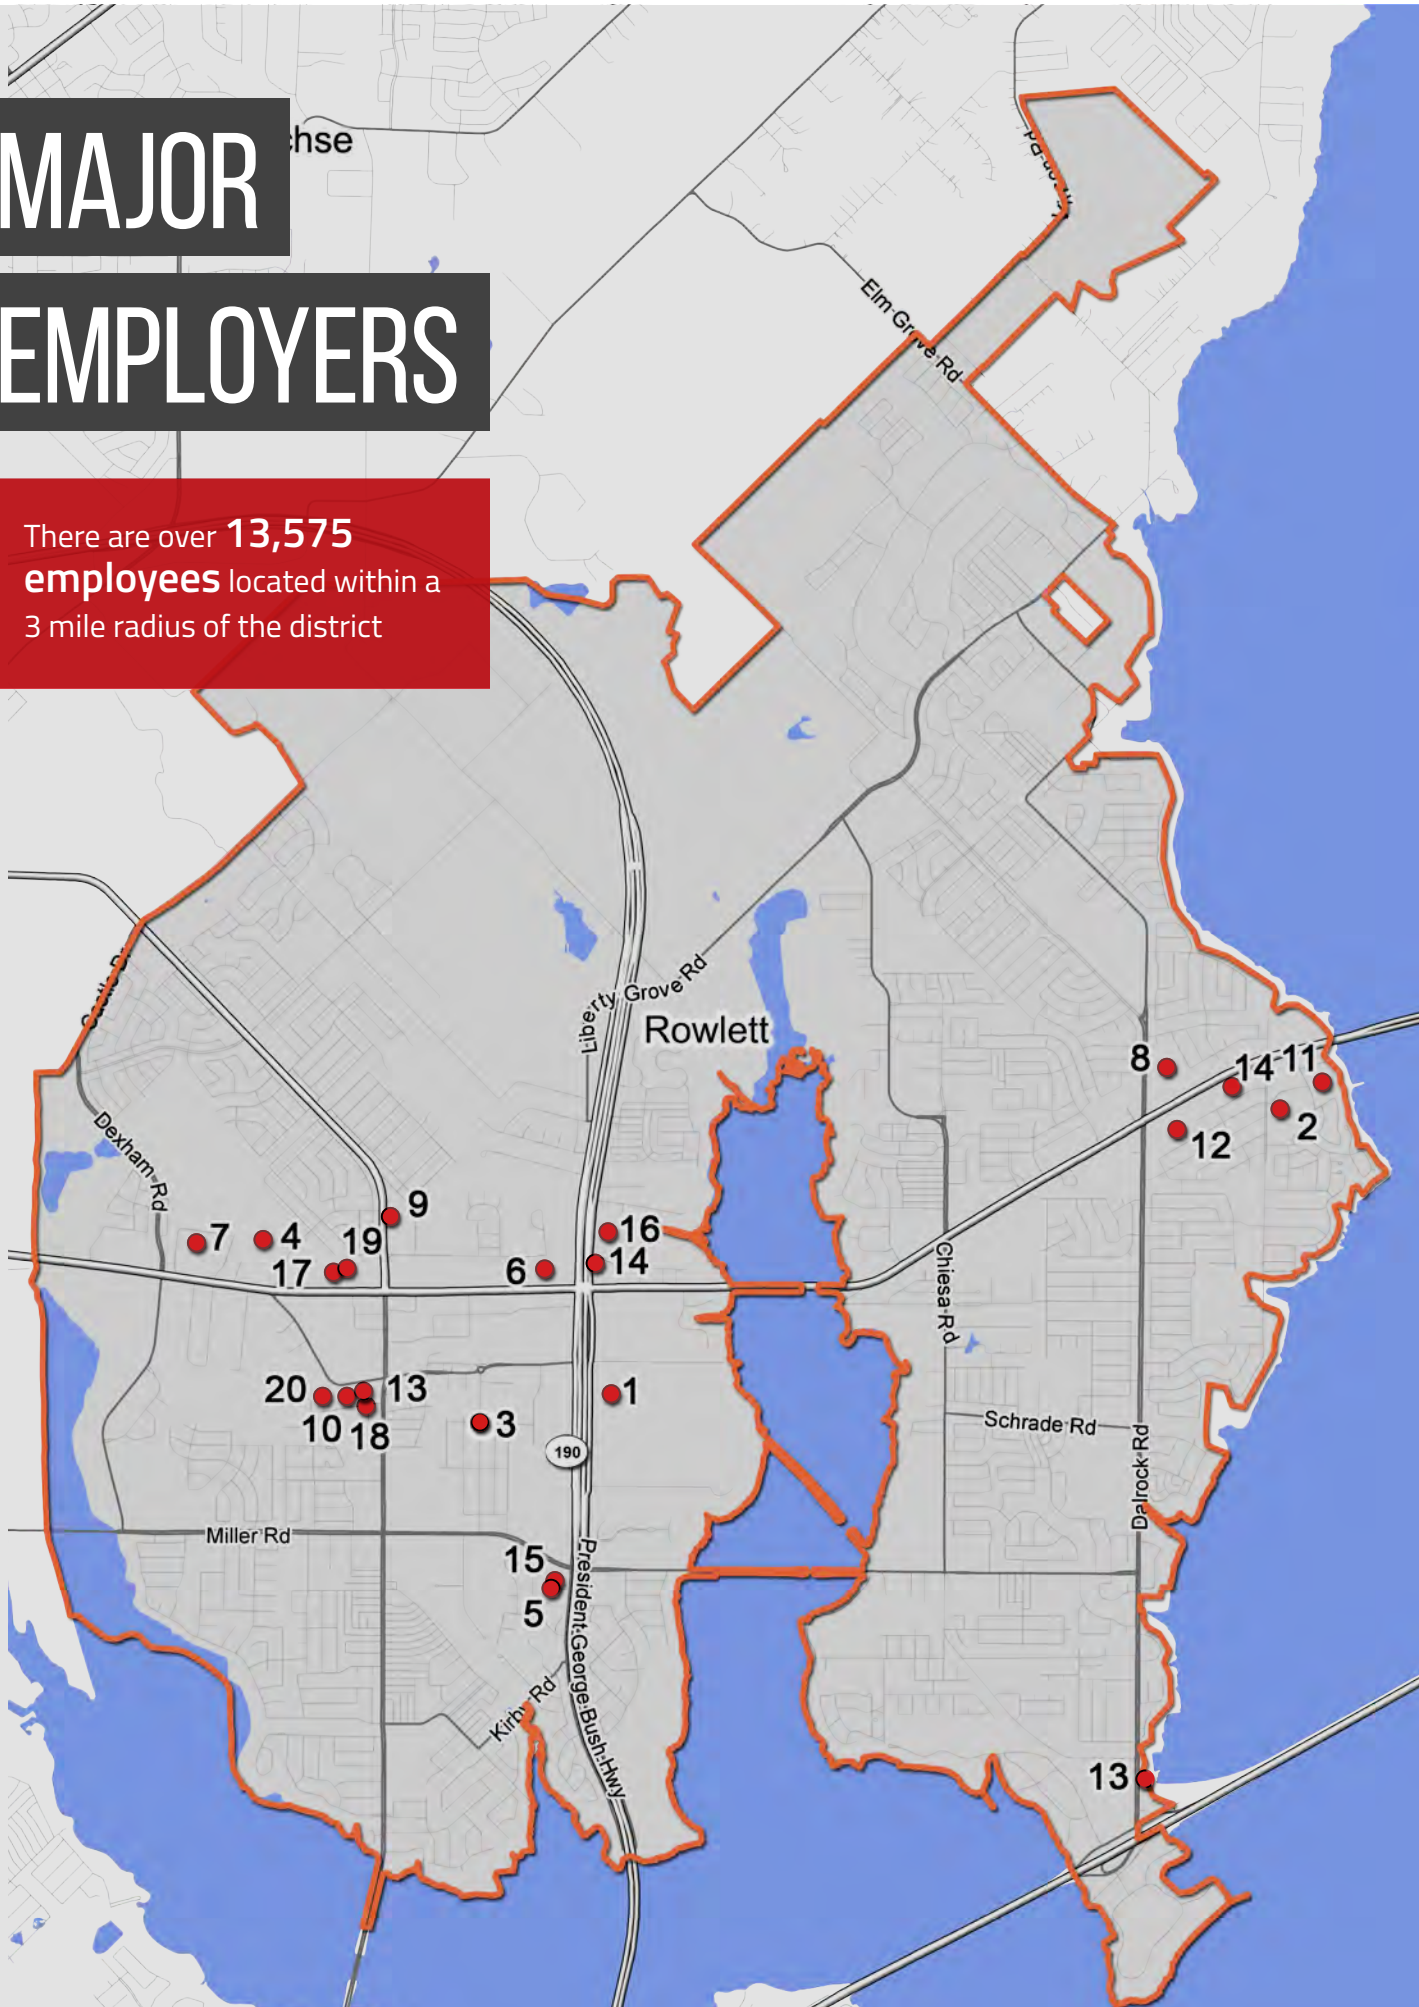 chse
MAJOR
EMPLOYERS
There are over 13,575
employees located within a
3 mile radius of the district
Elm Grove Rd
Liberty Grove Rd
Rowlett
8
14
11
2
12
Dexham Rd
9
7
4
19
17
16
14
6
Chiesa Rd
20
13
10
18
3
1
190
Schrade Rd
Dalrock Rd
Miller Rd
15
5
President George Bush Hwy
Kirby Rd
13